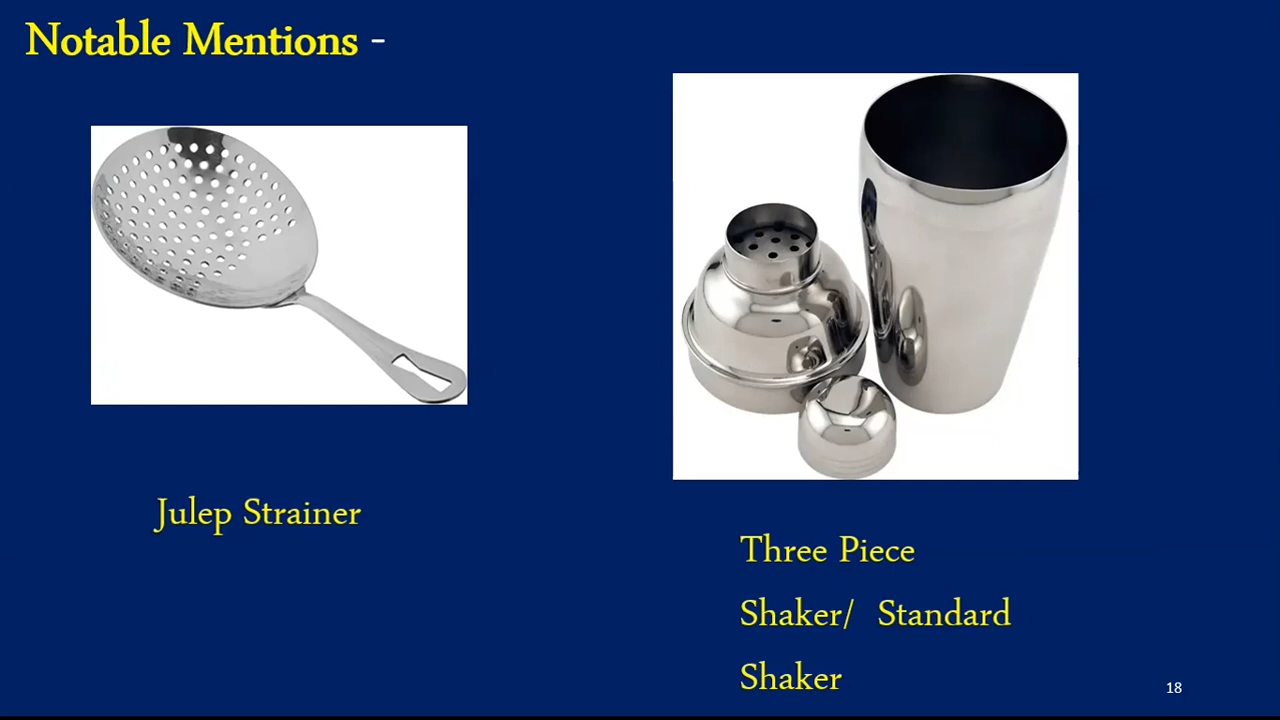 Notable Mentions -
Julep Strainer
Three Piece
Shaker/ Standard
Shaker
18